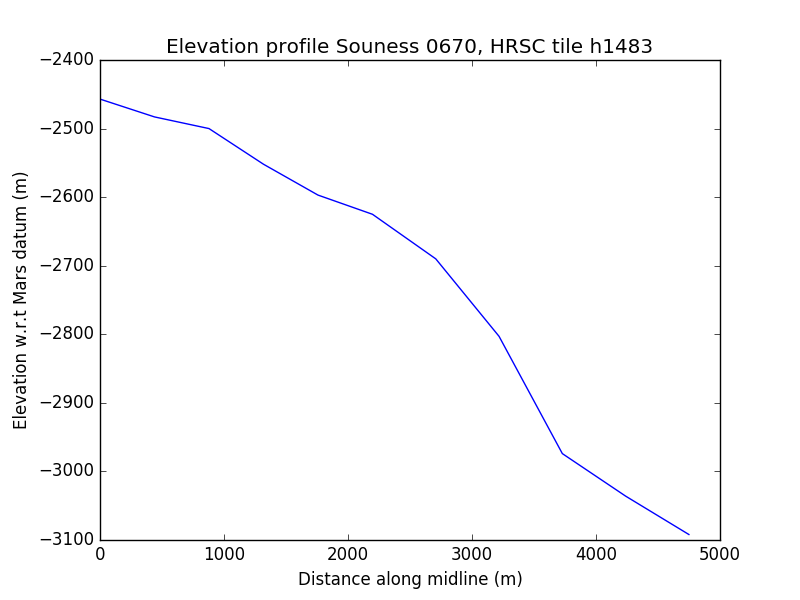 Elevation profile Souness 0670, HRSC tile h1483
Elevation w.r.t Mars datum (m)
−2400
−2500
−2600
−2700
−2800
−2900
−3000
−3100
0 1000 2000 3000 4000 5000
Distance along midline (m)